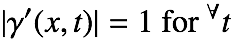 |γ′(x, t)| = 1 for ∀t